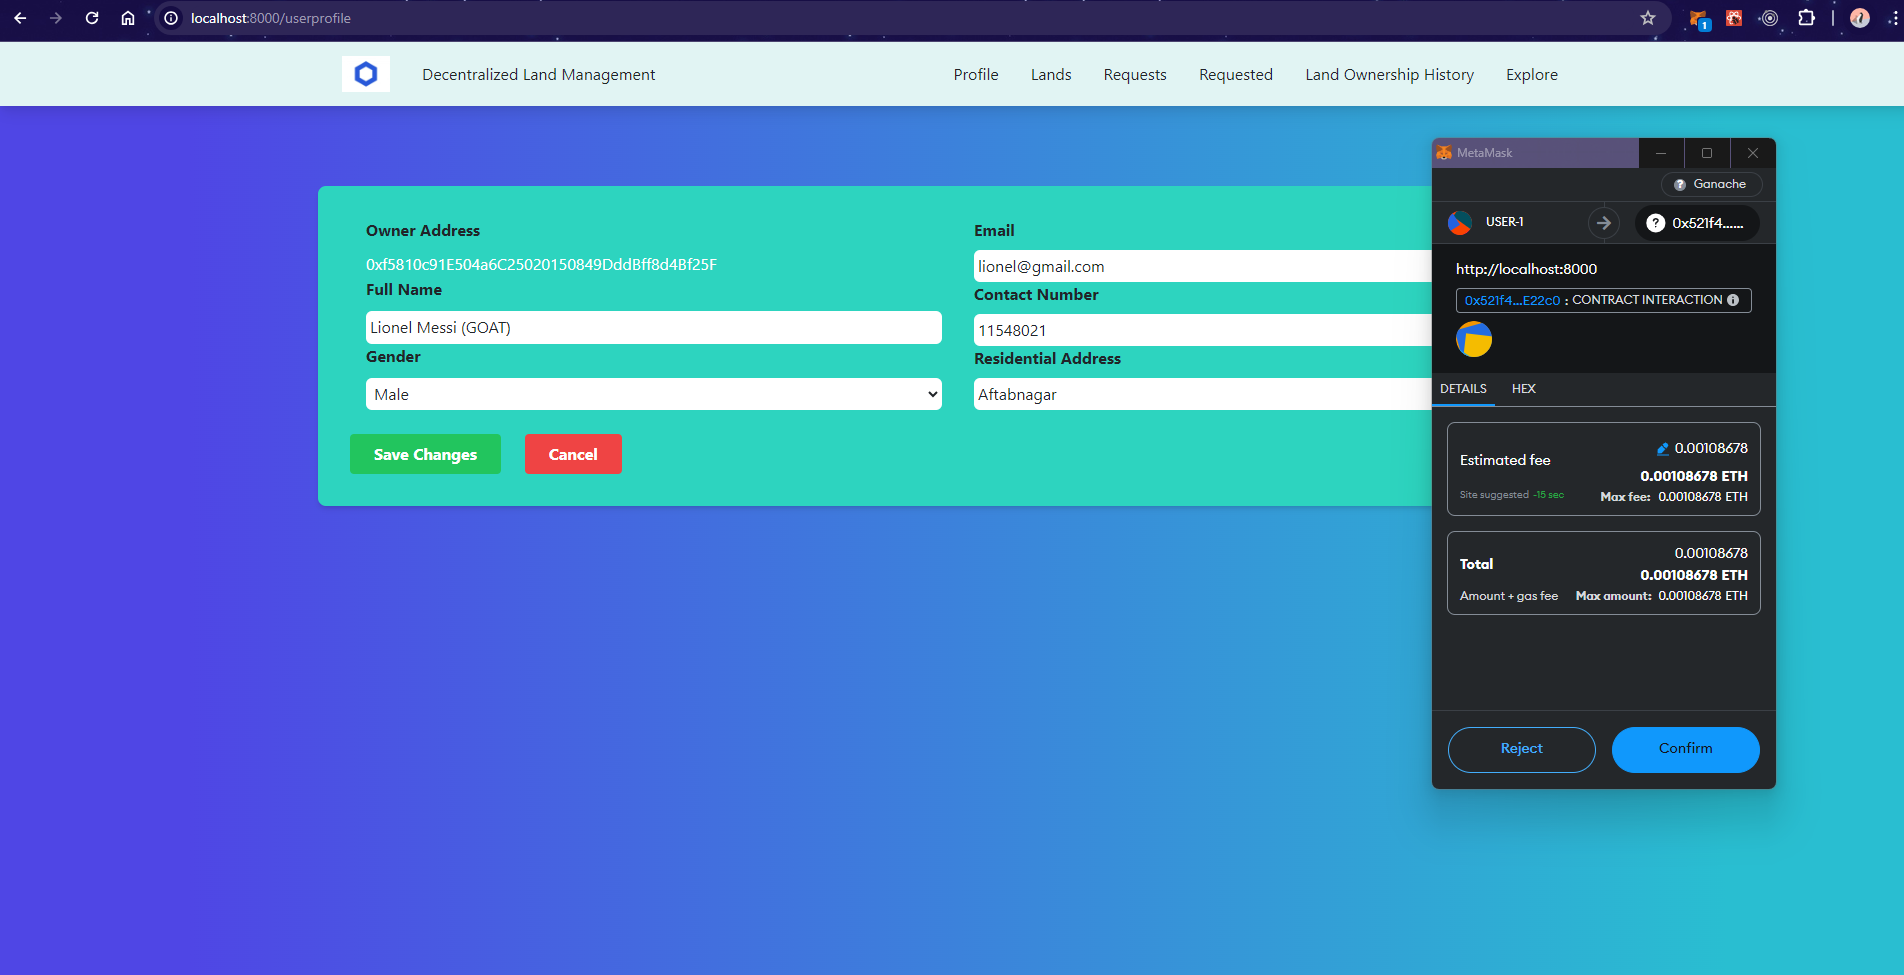 localhost:8000/userprofile
1
Decentralized Land Management
Profile Lands Requests Requested Land Ownership History Explore
Owner Address
0xf5810c91E504a6C25020150849DddBff8d4Bf25F
Full Name
Lionel Messi (GOAT)
Gender
Male
Email
lionel@gmail.com
Contact Number
11548021
Residential Address
Aftabnagar
Save Changes Cancel
MetaMask
? Ganache
USER-1 ? 0x521f4......
http://localhost:8000
0x521f4...E22c0 : CONTRACT INTERACTION
DETAILS HEX
Estimated fee 0.00108678
0.00108678 ETH
Site suggested ~15 sec Max fee: 0.00108678 ETH
Total 0.00108678
0.00108678 ETH
Amount + gas fee Max amount: 0.00108678 ETH
Reject Confirm